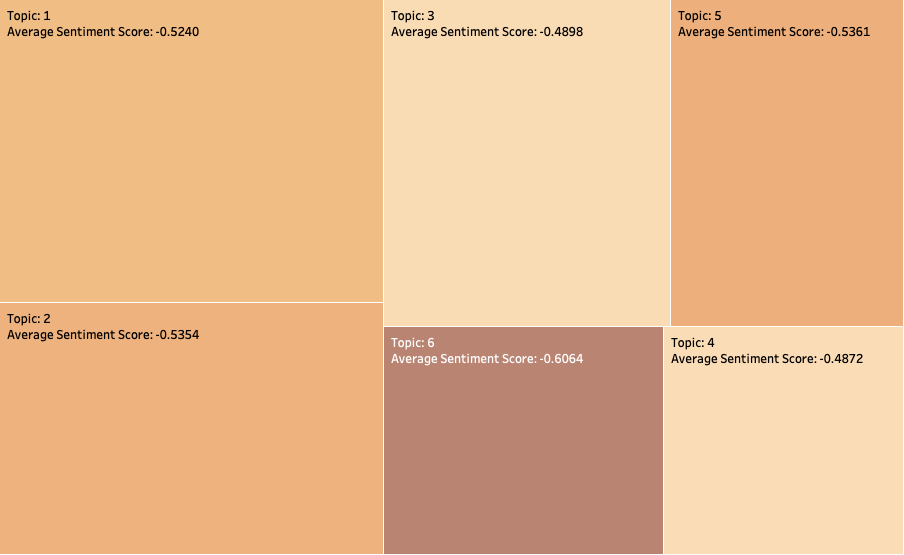 Topic: 1
Average Sentiment Score: -0.5240
Topic: 2
Average Sentiment Score: -0.5354
Topic: 3
Average Sentiment Score: -0.4898
Topic: 5
Average Sentiment Score: -0.5361
Topic: 6
Average Sentiment Score: -0.6064
Topic: 4
Average Sentiment Score: -0.4872